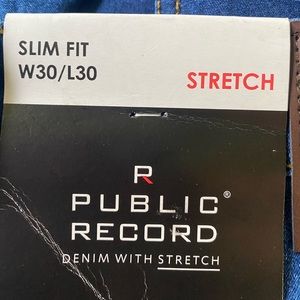 SLIM FIT
W30/L30
STRETCH
R
PUBLIC®
RECORD
DENIM WITH STRETCH